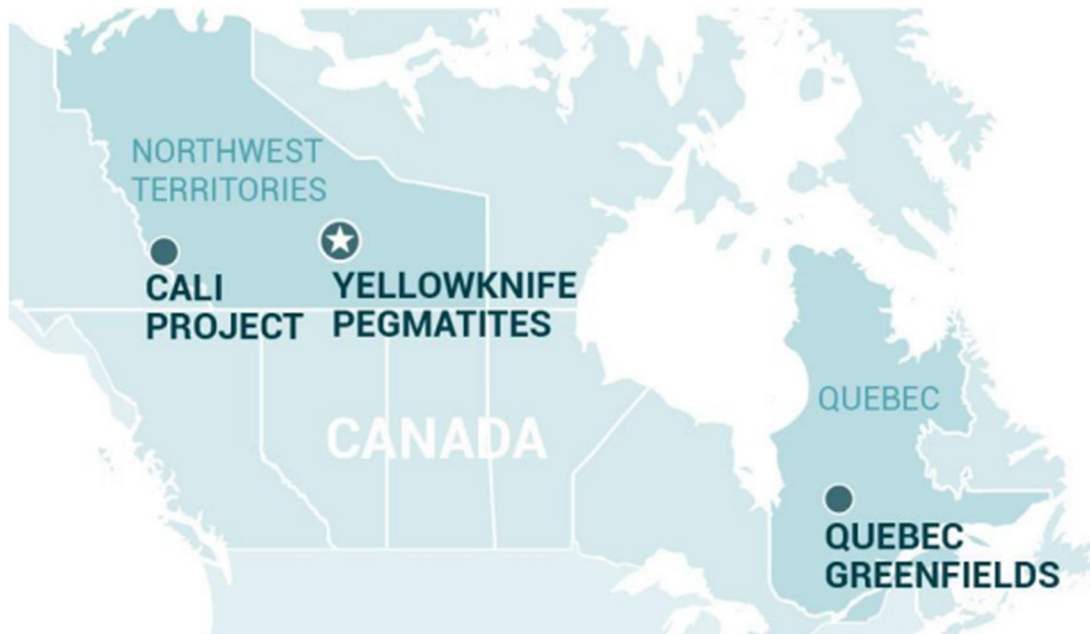 NORTHWEST
TERRITORIES
CALI
PROJECT
YELLOWKNIFE
PEGMATITES
CANADA
QUEBEC
QUEBEC
GREENFIELDS